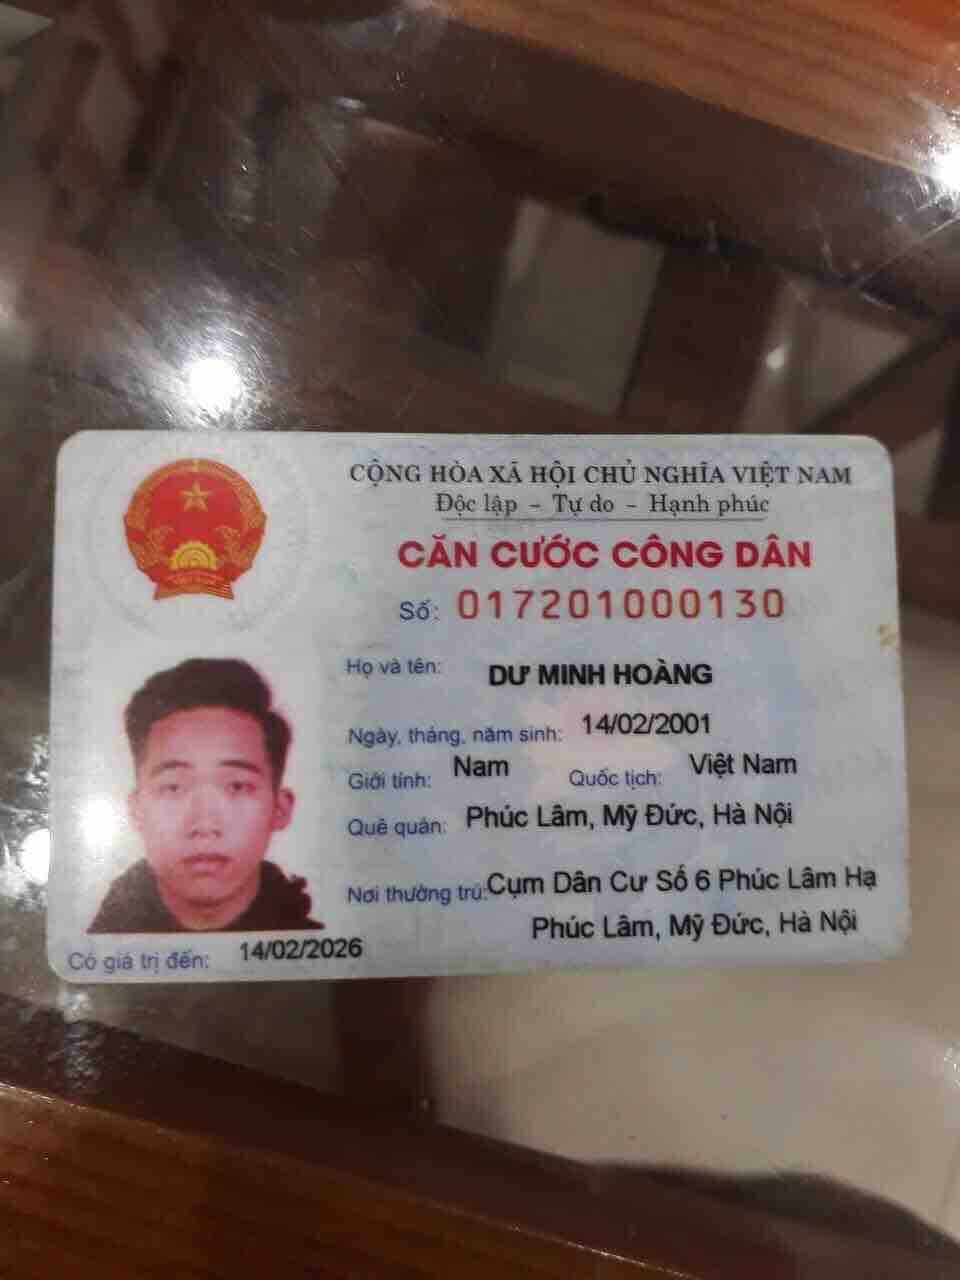 CỘNG HÒA XÃ HỘI CHỦ NGHĨA VIỆT NAM
Độc lập - Tự do - Hạnh phúc
CĂN CƯỚC CÔNG DÂN
Số: 017201000130
Họ và tên: DƯ MINH HOÀNG
Ngày, tháng, năm sinh: 14/02/2001
Giới tính: Nam Quốc tịch: Việt Nam
Quê quán: Phúc Lâm, Mỹ Đức, Hà Nội
Nơi thường trú: Cụm Dân Cư Số 6 Phúc Lâm Hạ
Phúc Lâm, Mỹ Đức, Hà Nội
Có giá trị đến: 14/02/2026